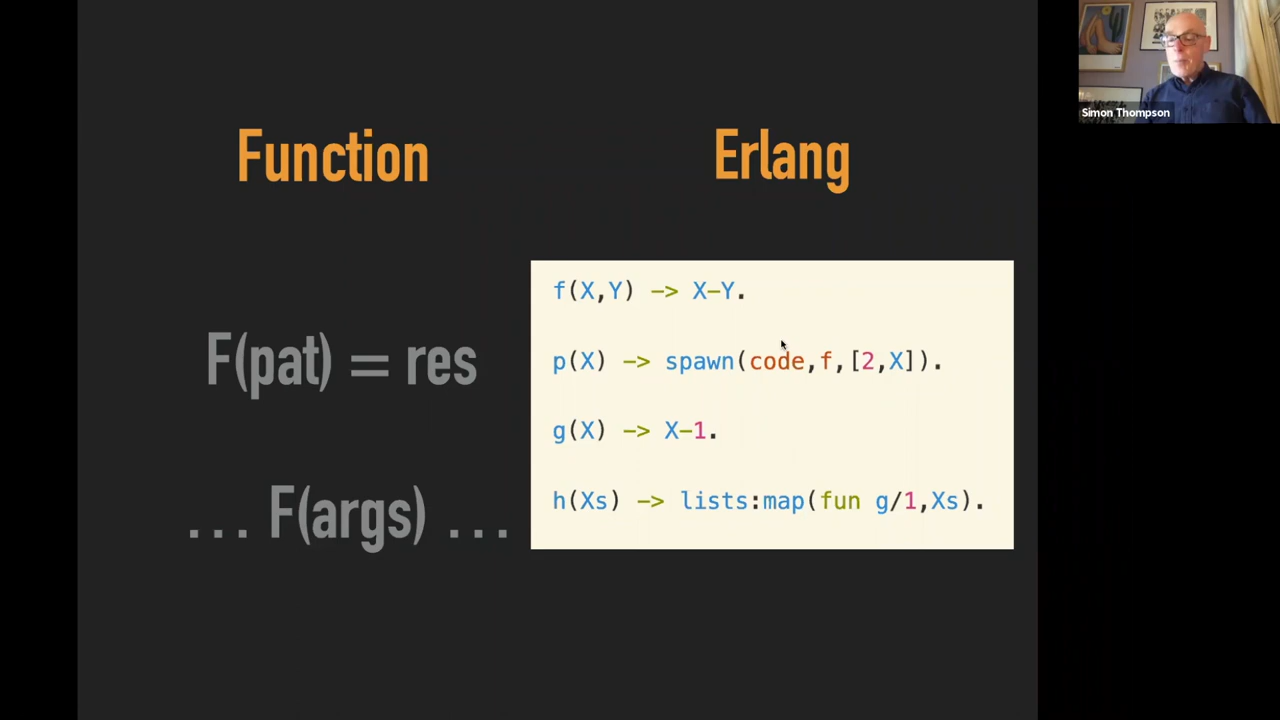 Function
Erlang
F(pat) = res
... F(args) ...
f(X,Y) -> X-Y.
p(X) -> spawn(code,f,[2,X]).
g(X) -> X-1.
h(Xs) -> lists:map(fun g/1,Xs).
Simon Thompson